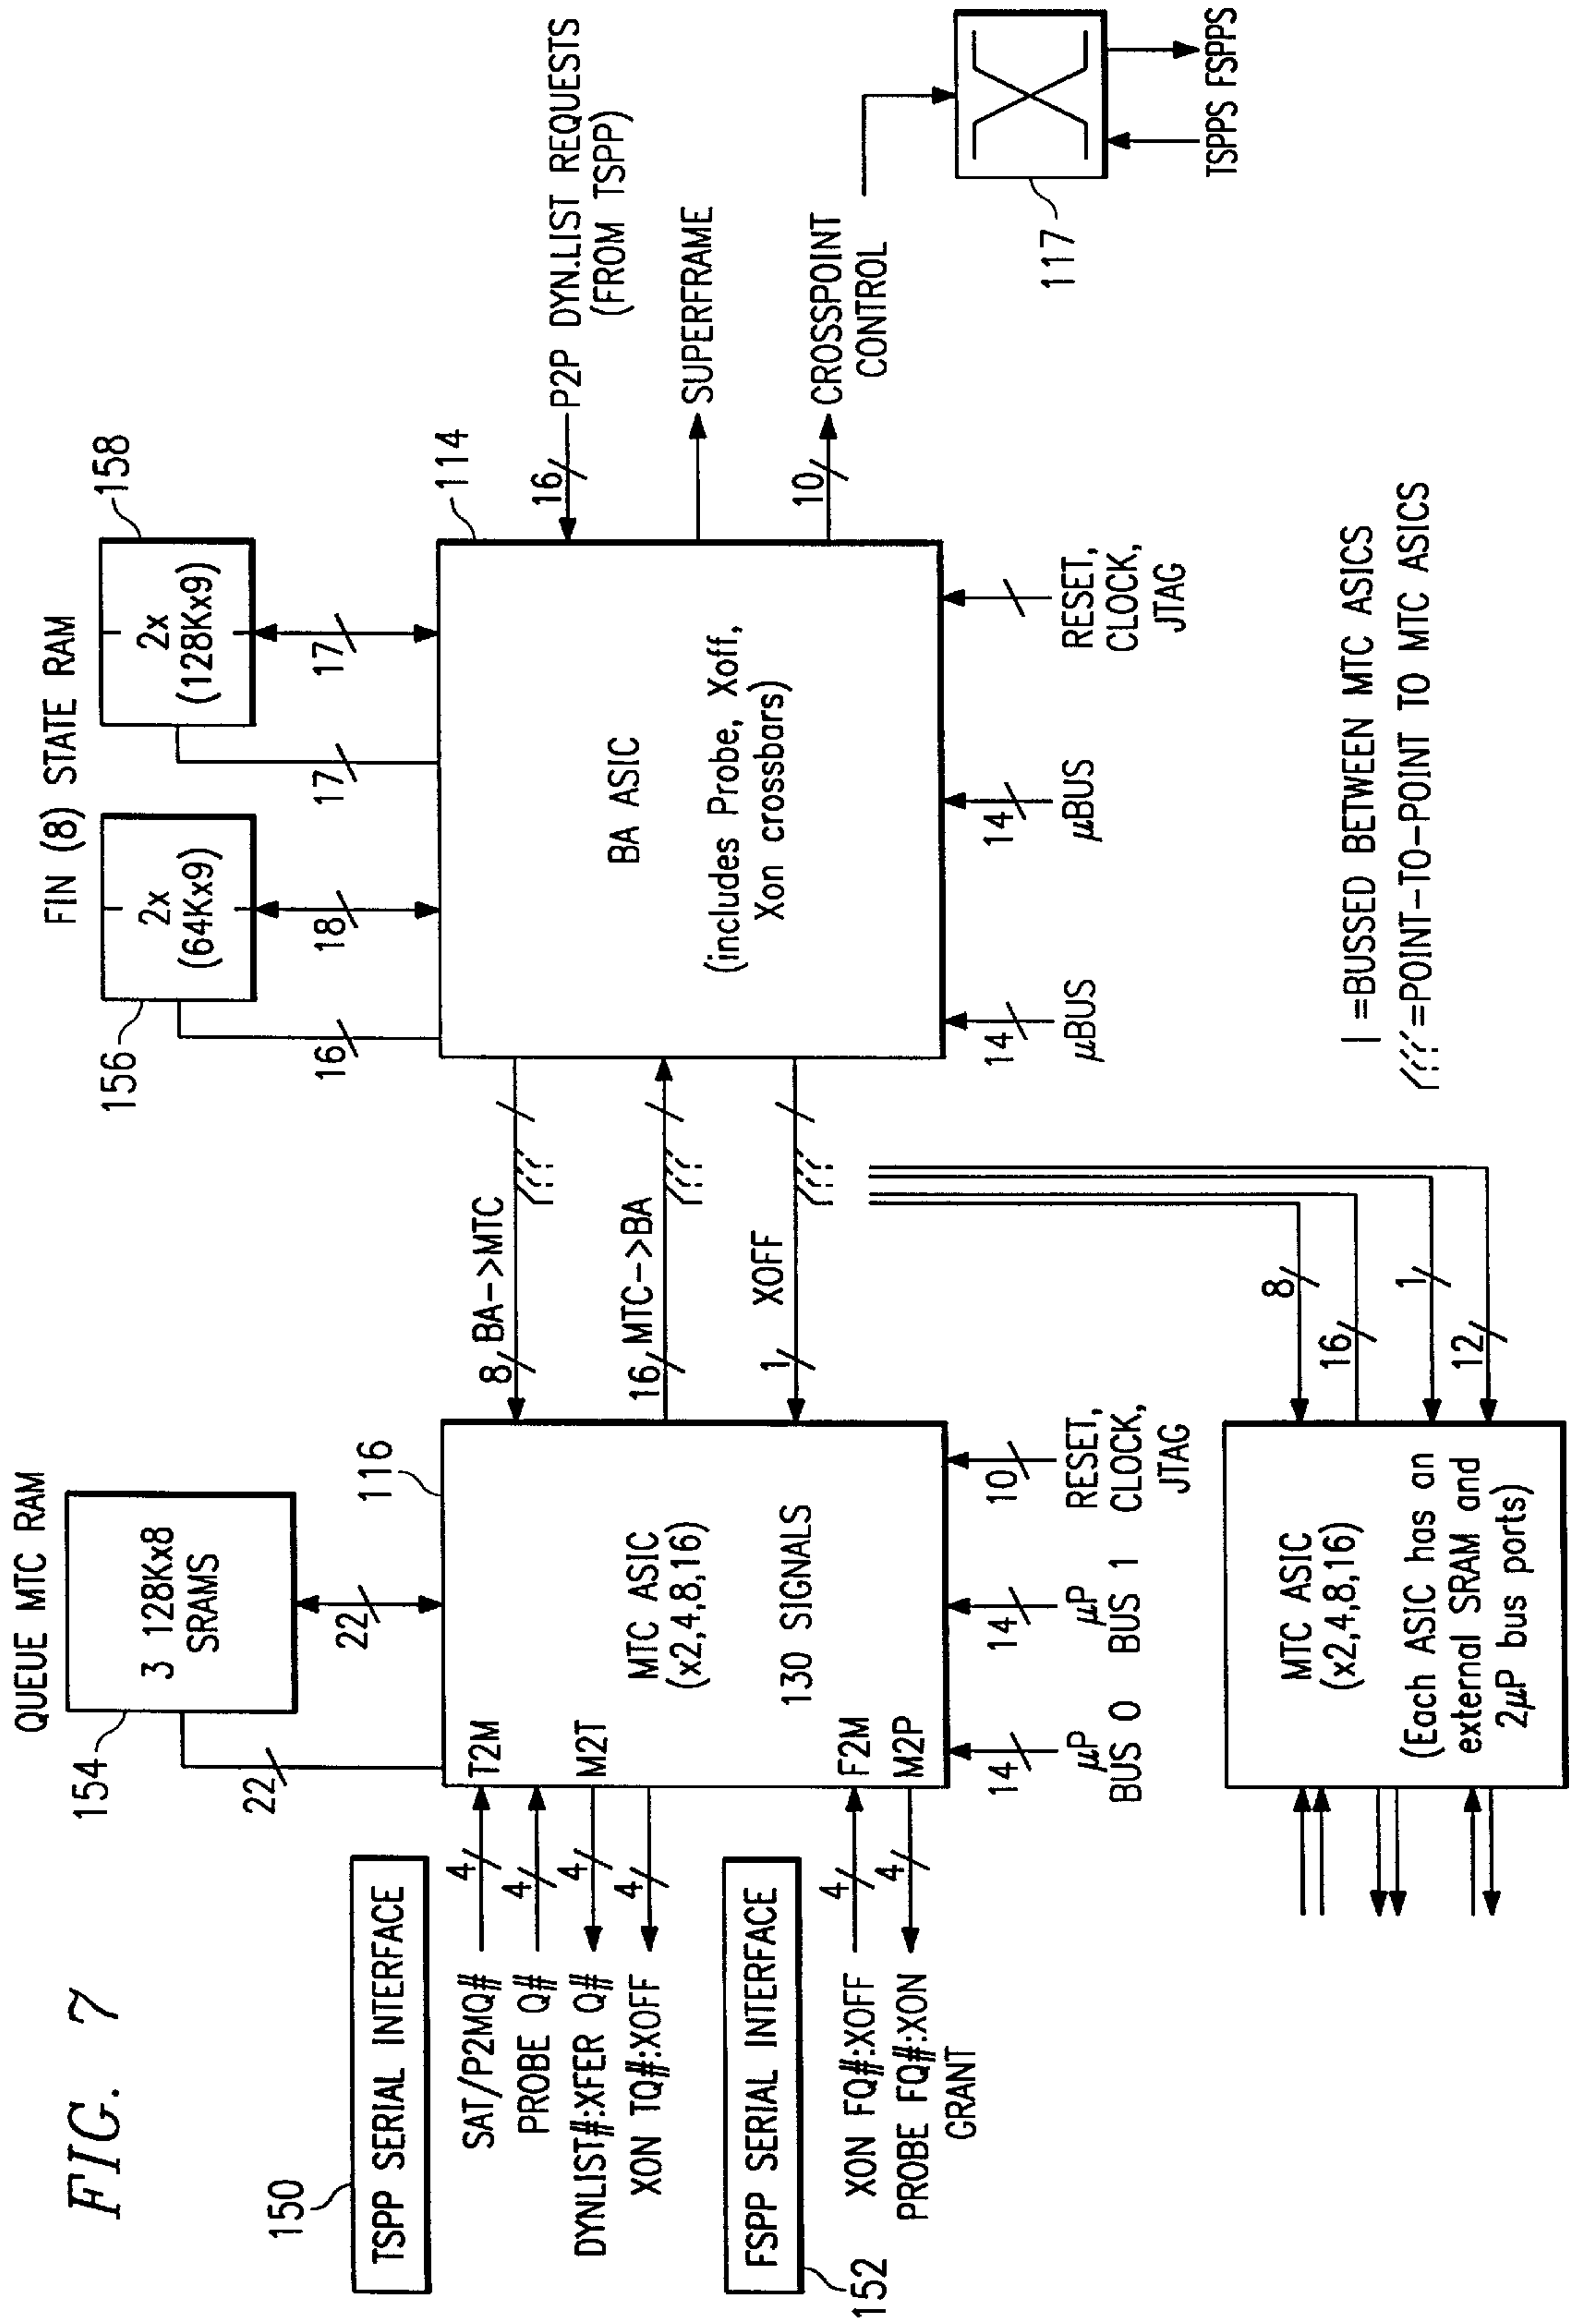 FIG. 7
QUEUE MTC RAM
154
3 128Kx8
SRAMS
22
22
116
FIN (8) STATE RAM
156
2x
(64Kx9)
158
2x
(128Kx9)
16
18
17
17
114
150
TSPP SERIAL INTERFACE
SAT/P2MQ#
4
T2M
PROBE Q#
4
DYNLIST#:XFER Q#
4
M2T
XON TQ#:XOFF
4
152
FSPP SERIAL INTERFACE
XON FQ#:XOFF
4
F2M
PROBE FQ#:XON
GRANT
4
M2P
MTC ASIC
(x2,4,8,16)
130 SIGNALS
14
μP
BUS 0
14
μP
BUS 1
10
RESET,
CLOCK,
JTAG
8
BA->MTC
16
MTC->BA
1
XOFF
BA ASIC
(includes Probe, Xoff,
Xon crossbars)
14
μBUS
14
μBUS
RESET,
CLOCK,
JTAG
16
P2P DYN.LIST REQUESTS
(FROM TSPP)
SUPERFRAME
10
CROSSPOINT
CONTROL
117
TSPPS FSPPS
MTC ASIC
(x2,4,8,16)
(Each ASIC has an
external SRAM and
2μP bus ports)
8
16
1
12
| =BUSSED BETWEEN MTC ASICS
=POINT-TO-POINT TO MTC ASICS